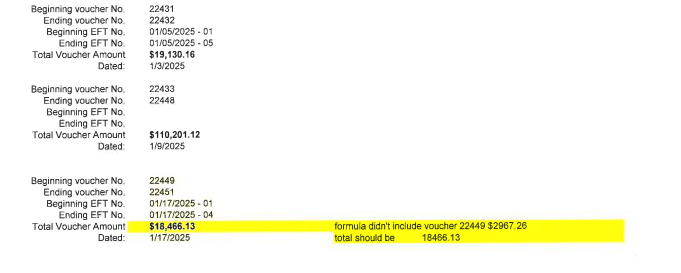 Beginning voucher No. 22431
Ending voucher No. 22432
Beginning EFT No. 01/05/2025 - 01
Ending EFT No. 01/05/2025 - 05
Total Voucher Amount $19,130.16
Dated: 1/3/2025
Beginning voucher No. 22433
Ending voucher No. 22448
Beginning EFT No.
Ending EFT No.
Total Voucher Amount $110,201.12
Dated: 1/9/2025
Beginning voucher No. 22449
Ending voucher No. 22451
Beginning EFT No. 01/17/2025 - 01
Ending EFT No. 01/17/2025 - 04
Total Voucher Amount $18,466.13 formula didn't include voucher 22449 $2967.26
Dated: 1/17/2025 total should be 18466.13